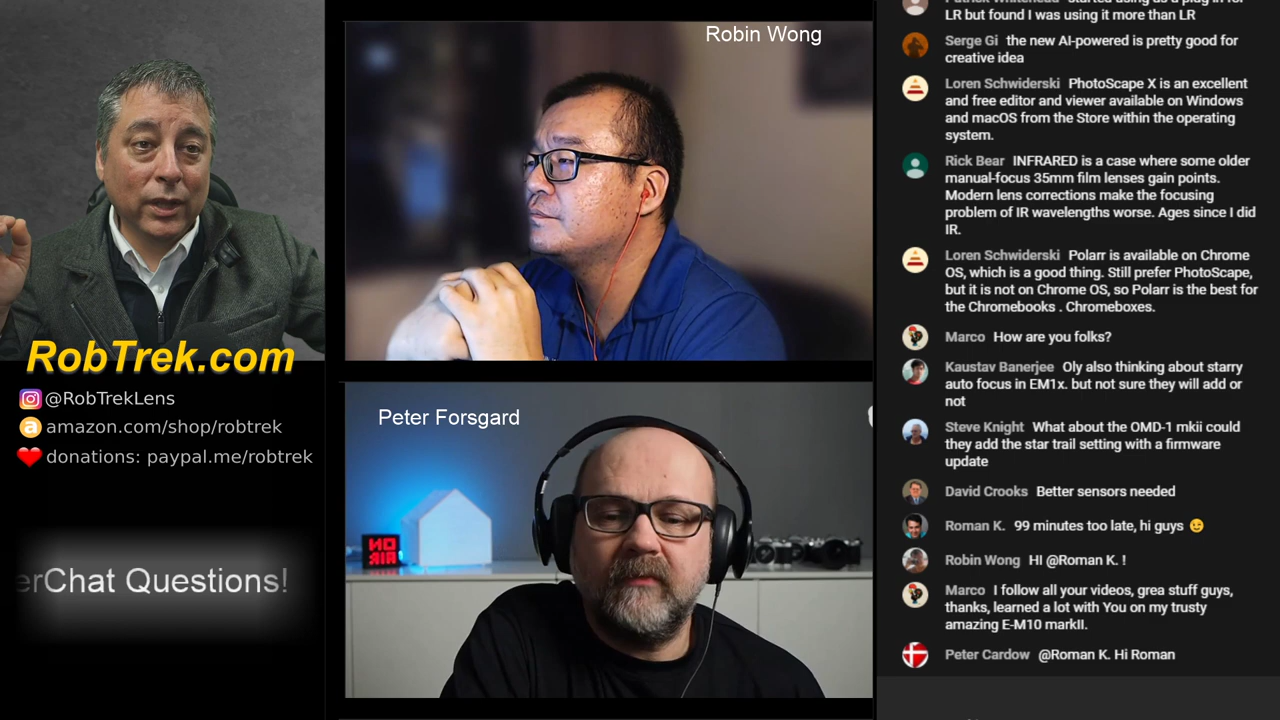 RobTrek.com
@RobTrekLens
amazon.com/shop/robtrek
donations: paypal.me/robtrek
erChat Questions!
Robin Wong
Peter Forsgard
started using as a plug in for
LR but found I was using it more than LR
Serge Gi the new AI-powered is pretty good for
creative idea
Loren Schwiderski PhotoScape X is an excellent
and free editor and viewer available on Windows
and macOS from the Store within the operating
system.
Rick Bear INFRARED is a case where some older
manual-focus 35mm film lenses gain points.
Modern lens corrections make the focusing
problem of IR wavelengths worse. Ages since I did
IR.
Loren Schwiderski Polarr is available on Chrome
OS, which is a good thing. Still prefer PhotoScape,
but it is not on Chrome OS, so Polarr is the best for
the Chromebooks . Chromeboxes.
Marco How are you folks?
Kaustav Banerjee Oly also thinking about starry
auto focus in EM1x. but not sure they will add or
not
Steve Knight What about the OMD-1 mkii could
they add the star trail setting with a firmware
update
David Crooks Better sensors needed
Roman K. 99 minutes too late, hi guys 😉
Robin Wong HI @Roman K. !
Marco I follow all your videos, grea stuff guys,
thanks, learned a lot with You on my trusty
amazing E-M10 markII.
Peter Cardow @Roman K. Hi Roman